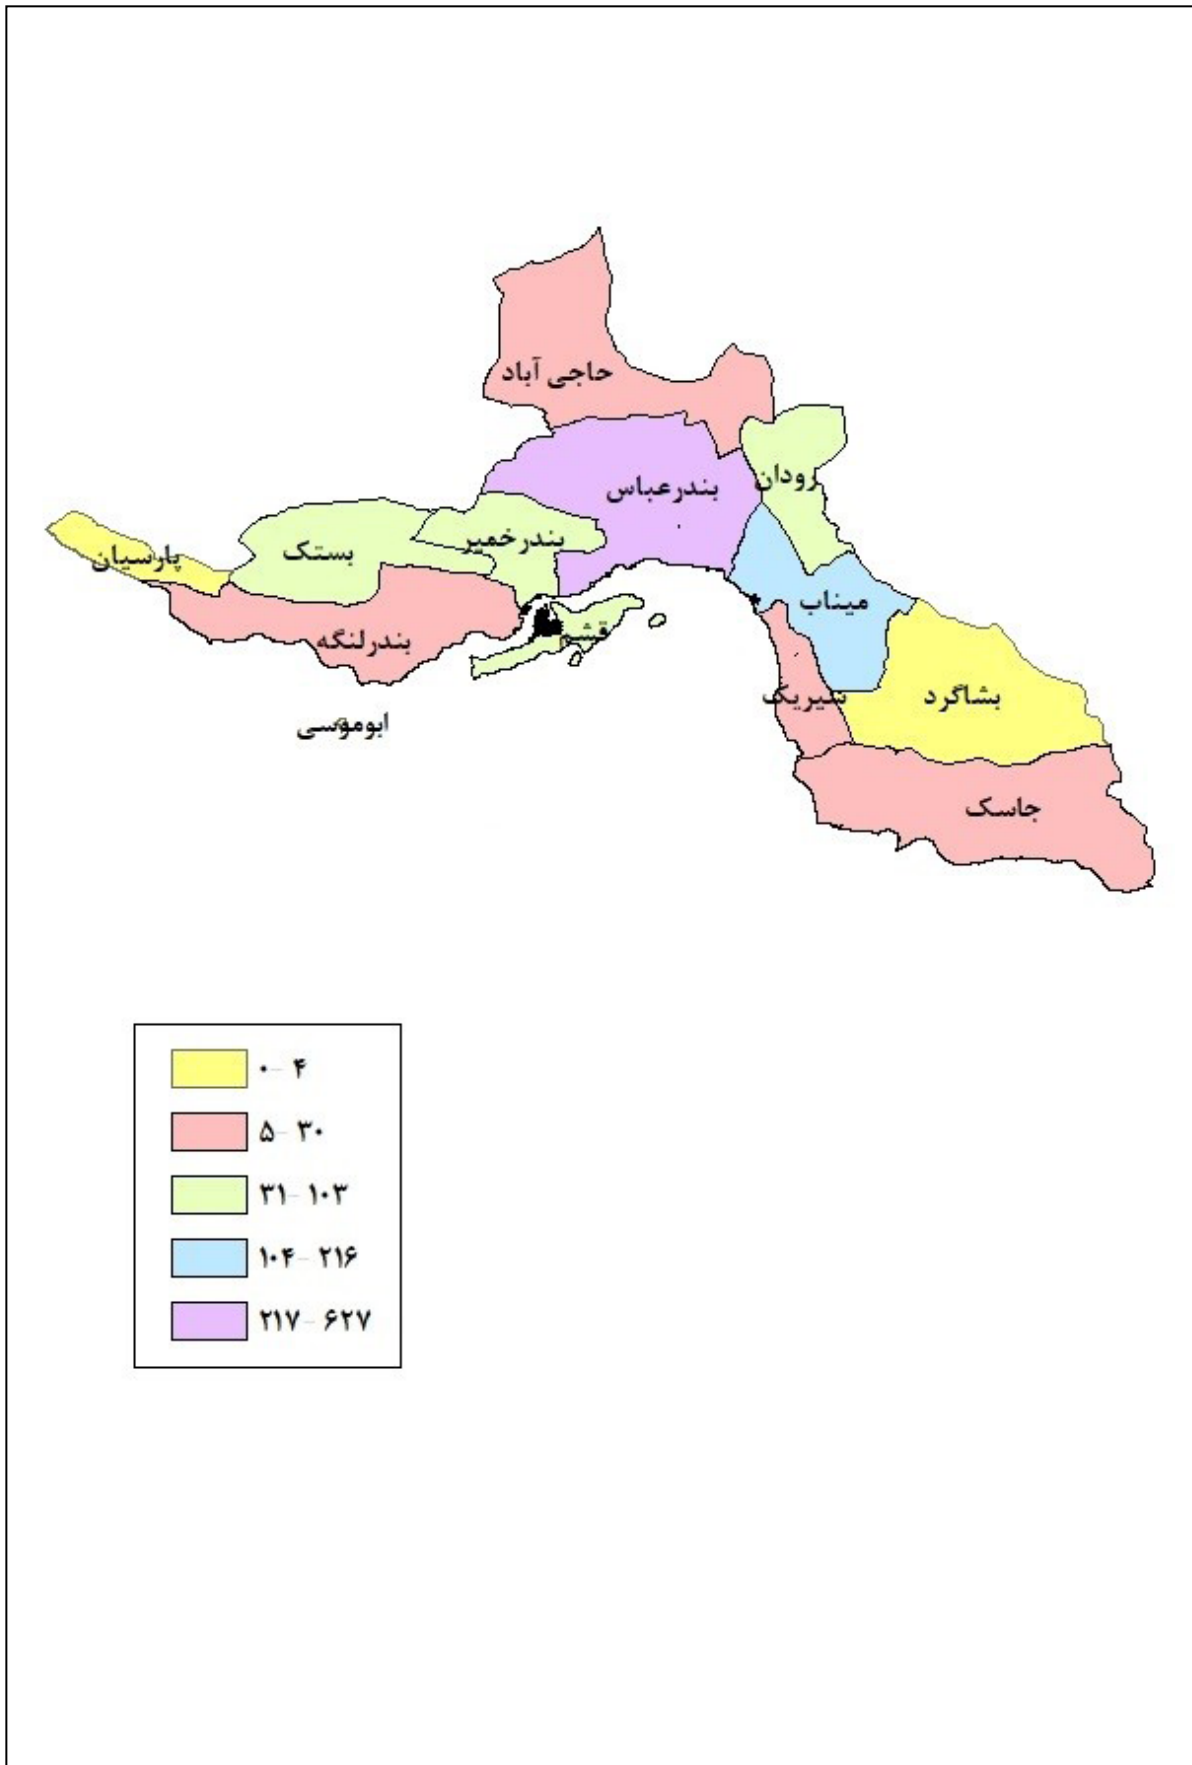 حاجی آباد
رودان
بندرعباس
بندرخمیر
بستک
پارسیان
میناب
قشم
بندرلنگه
شیریک
بشاگرد
ابوموسی
جاسک
۰- ۴
۵- ۳۰
۳۱- ۱۰۳
۱۰۴- ۲۱۶
۲۱۷- ۶۲۷